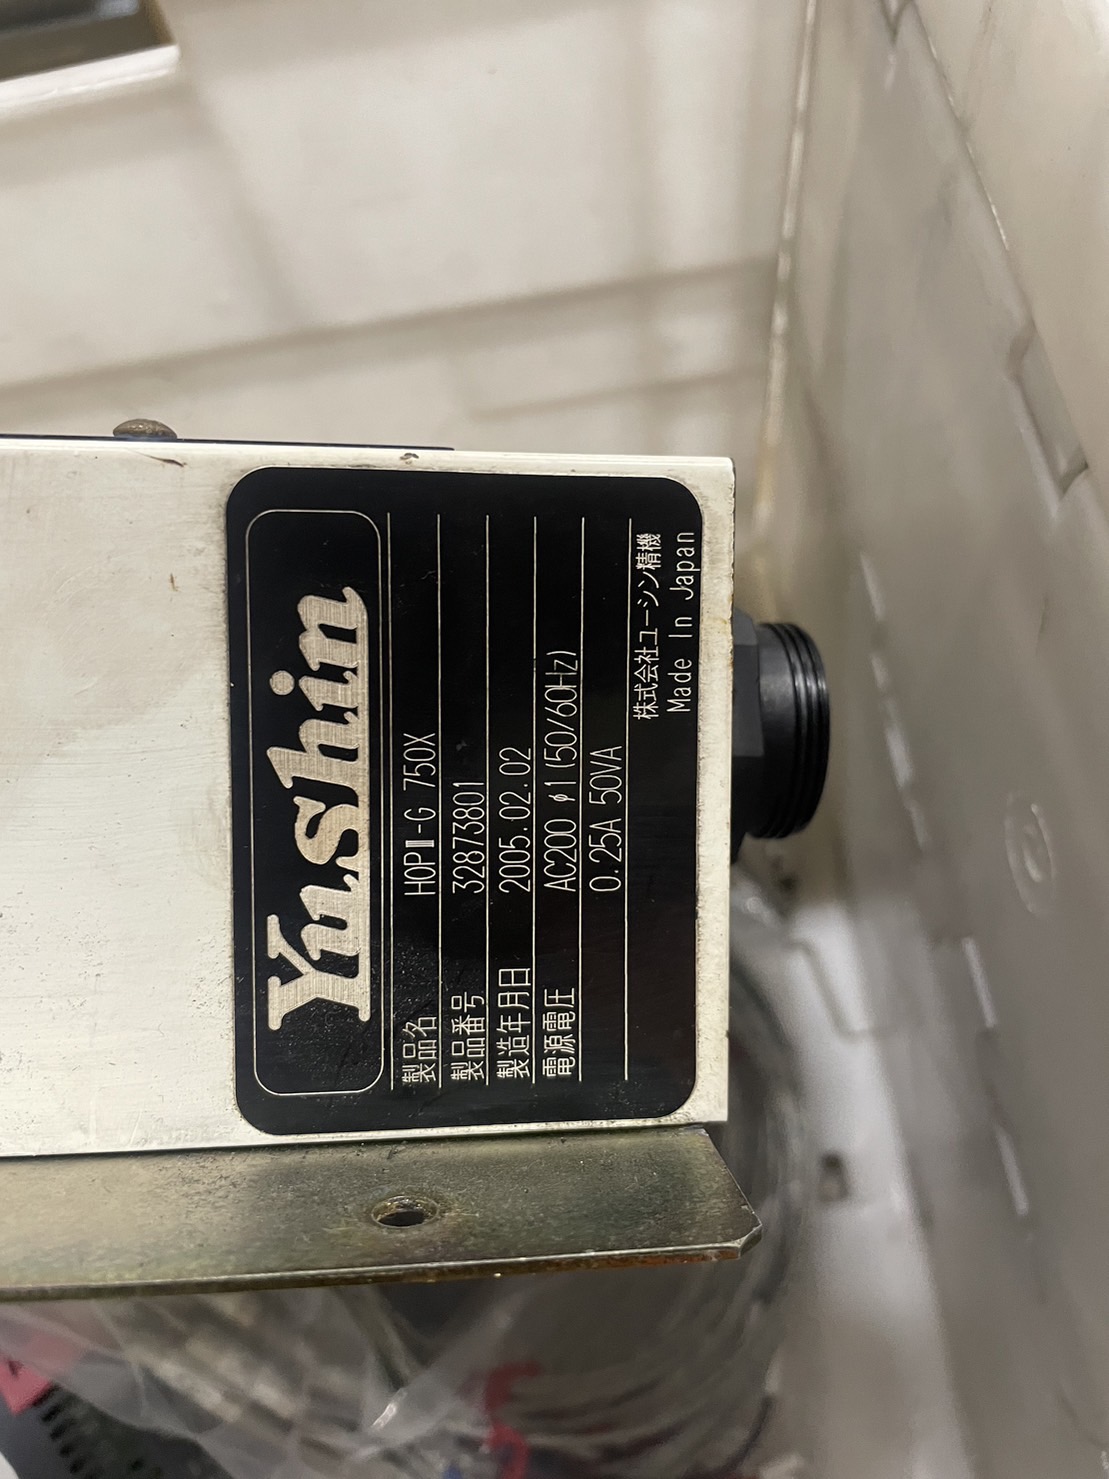 Yushin
製品名 HOPⅡ-G 750X
製品番号 32873801
製造年月日 2005.02.02
電源電圧 AC200 φ1(50/60Hz)
0.25A 50VA
株式会社ユーシン精機
Made In Japan